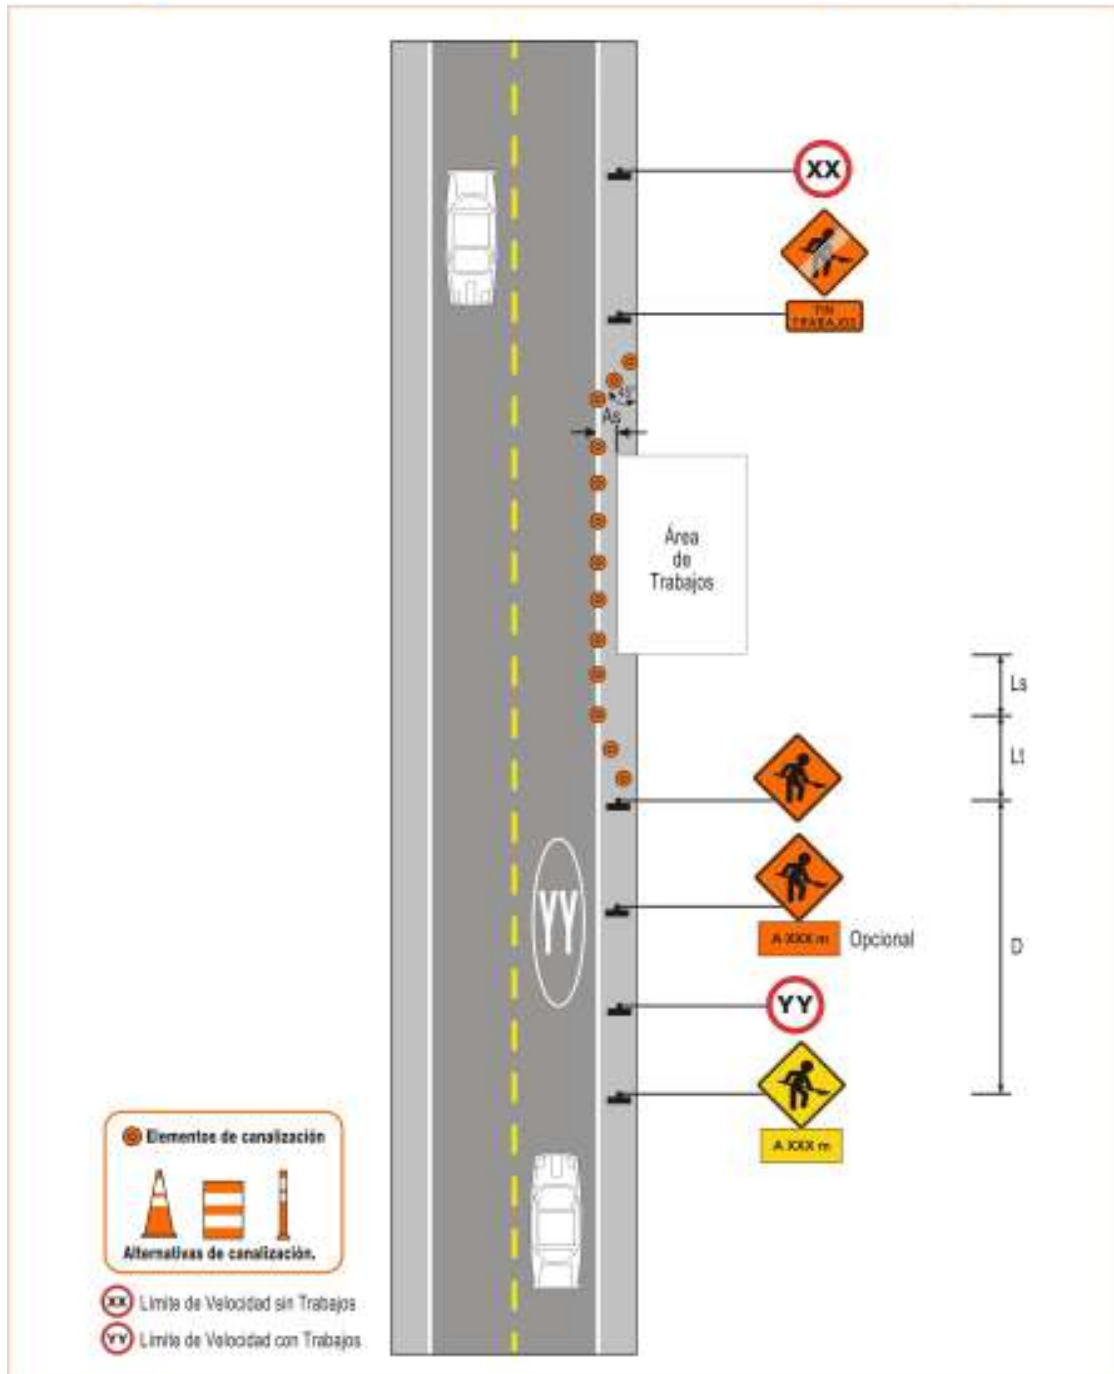 XX
FIN
TRABAJOS
45°
As
Área
de
Trabajos
Ls
Lt
YY
A XXX m
Opcional
D
YY
A XXX m
Elementos de canalización
Alternativas de canalización.
XX Límite de Velocidad sin Trabajos
YY Límite de Velocidad con Trabajos